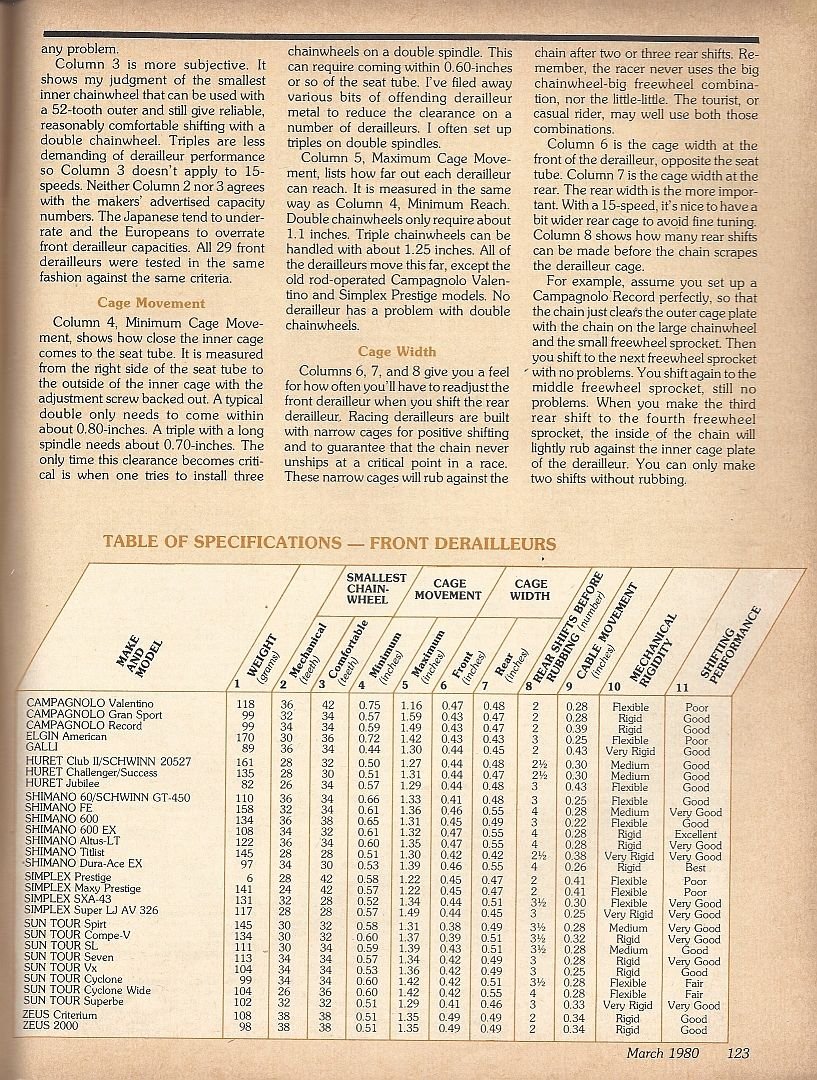 any problem.
Column 3 is more subjective. It
shows my judgment of the smallest
inner chainwheel that can be used with
a 52-tooth outer and still give reliable,
reasonably comfortable shifting with a
double chainwheel. Triples are less
demanding of derailleur performance
so Column 3 doesn't apply to 15-
speeds. Neither Column 2 nor 3 agrees
with the makers' advertised capacity
numbers. The Japanese tend to under-
rate and the Europeans to overrate
front derailleur capacities. All 29 front
derailleurs were tested in the same
fashion against the same criteria.
Cage Movement
Column 4, Minimum Cage Move-
ment, shows how close the inner cage
comes to the seat tube. It is measured
from the right side of the seat tube to
the outside of the inner cage with the
adjustment screw backed out. A typical
double only needs to come within
about 0.80-inches. A triple with a long
spindle needs about 0.70-inches. The
only time this clearance becomes criti-
cal is when one tries to install three
chainwheels on a double spindle. This
can require coming within 0.60-inches
or so of the seat tube. I've filed away
various bits of offending derailleur
metal to reduce the clearance on a
number of derailleurs. I often set up
triples on double spindles.
Column 5, Maximum Cage Move-
ment, lists how far out each derailleur
can reach. It is measured in the same
way as Column 4, Minimum Reach.
Double chainwheels only require about
1.1 inches. Triple chainwheels can be
handled with about 1.25 inches. All of
the derailleurs move this far, except the
old rod-operated Campagnolo Valen-
tino and Simplex Prestige models. No
derailleur has a problem with double
chainwheels.
Cage Width
Columns 6, 7, and 8 give you a feel
for how often you'll have to readjust the
front derailleur when you shift the rear
derailleur. Racing derailleurs are built
with narrow cages for positive shifting
and to guarantee that the chain never
unships at a critical point in a race.
These narrow cages will rub against the
chain after two or three rear shifts. Re-
member, the racer never uses the big
chainwheel-big freewheel combina-
tion, nor the little-little. The tourist, or
casual rider, may well use both those
combinations.
Column 6 is the cage width at the
front of the derailleur, opposite the seat
tube. Column 7 is the cage width at the
rear. The rear width is the more impor-
tant. With a 15-speed, it's nice to have a
bit wider rear cage to avoid fine tuning.
Column 8 shows how many rear shifts
can be made before the chain scrapes
the derailleur cage.
For example, assume you set up a
Campagnolo Record perfectly, so that
the chain just clears the outer cage plate
with the chain on the large chainwheel
and the small freewheel sprocket. Then
you shift to the next freewheel sprocket
with no problems. You shift again to the
middle freewheel sprocket, still no
problems. When you make the third
rear shift to the fourth freewheel
sprocket, the inside of the chain will
lightly rub against the inner cage plate
of the derailleur. You can only make
two shifts without rubbing.
TABLE OF SPECIFICATIONS — FRONT DERAILLEURS
SMALLEST CHAIN-WHEEL CAGE MOVEMENT CAGE WIDTH
MAKE AND MODEL
1 WEIGHT (grams)
2 Mechanical (teeth)
3 Comfortable (teeth)
4 Minimum (inches)
5 Maximum (inches)
6 Front (inches)
7 Rear (inches)
8 REAR SHIFTS BEFORE RUBBING (number)
9 CABLE MOVEMENT (inches)
10 MECHANICAL RIGIDITY
11 SHIFTING PERFORMANCE
CAMPAGNOLO Valentino 118 36 42 0.75 1.16 0.47 0.48 2 0.28 Flexible Poor
CAMPAGNOLO Gran Sport 99 32 34 0.57 1.59 0.43 0.47 2 0.28 Rigid Good
CAMPAGNOLO Record 99 34 34 0.59 1.49 0.43 0.47 2 0.39 Rigid Good
ELGIN American 170 30 36 0.72 1.42 0.43 0.43 3 0.25 Flexible Poor
GALLI 89 36 34 0.44 1.30 0.44 0.45 2 0.43 Very Rigid Good
HURET Club II/SCHWINN 20527 161 28 32 0.50 1.27 0.44 0.48 2½ 0.30 Medium Good
HURET Challenger/Success 135 28 30 0.51 1.31 0.44 0.47 2½ 0.30 Medium Good
HURET Jubilee 82 26 34 0.57 1.29 0.44 0.48 3 0.43 Flexible Good
SHIMANO 60/SCHWINN GT-450 110 36 34 0.66 1.33 0.41 0.48 3 0.25 Flexible Good
SHIMANO FE 158 32 34 0.61 1.36 0.46 0.55 4 0.28 Medium Very Good
SHIMANO 600 134 36 38 0.65 1.31 0.45 0.49 3 0.22 Flexible Good
SHIMANO 600 EX 108 34 32 0.61 1.32 0.47 0.55 4 0.28 Rigid Excellent
SHIMANO Altus-LT 122 36 34 0.60 1.35 0.47 0.55 4 0.28 Rigid Very Good
SHIMANO Titlist 145 28 28 0.51 1.30 0.42 0.42 2½ 0.38 Very Rigid Very Good
SHIMANO Dura-Ace EX 97 34 30 0.53 1.39 0.46 0.55 4 0.26 Rigid Best
SIMPLEX Prestige 6 28 42 0.58 1.22 0.45 0.47 2 0.41 Flexible Poor
SIMPLEX Maxy Prestige 141 24 42 0.57 1.22 0.45 0.47 2 0.41 Flexible Poor
SIMPLEX SXA-43 131 32 28 0.52 1.34 0.44 0.51 3½ 0.30 Flexible Very Good
SIMPLEX Super LJ AV 326 117 28 28 0.57 1.49 0.44 0.45 3 0.25 Very Rigid Very Good
SUN TOUR Spirt 145 30 32 0.58 1.31 0.38 0.49 3½ 0.28 Medium Very Good
SUN TOUR Compe-V 134 30 32 0.60 1.37 0.39 0.51 3½ 0.32 Rigid Very Good
SUN TOUR SL 111 30 34 0.59 1.39 0.43 0.51 3½ 0.28 Medium Good
SUN TOUR Seven 113 34 34 0.57 1.34 0.42 0.49 3 0.28 Rigid Very Good
SUN TOUR Vx 104 34 34 0.53 1.36 0.42 0.49 3 0.25 Rigid Good
SUN TOUR Cyclone 99 34 34 0.60 1.42 0.42 0.51 3½ 0.28 Flexible Fair
SUN TOUR Cyclone Wide 104 26 36 0.60 1.42 0.42 0.55 4 0.28 Flexible Fair
SUN TOUR Superbe 102 32 32 0.51 1.29 0.41 0.46 3 0.33 Very Rigid Very Good
ZEUS Criterium 108 38 38 0.51 1.35 0.49 0.49 2 0.34 Rigid Good
ZEUS 2000 98 38 38 0.51 1.35 0.49 0.49 2 0.34 Rigid Good
March 1980 123